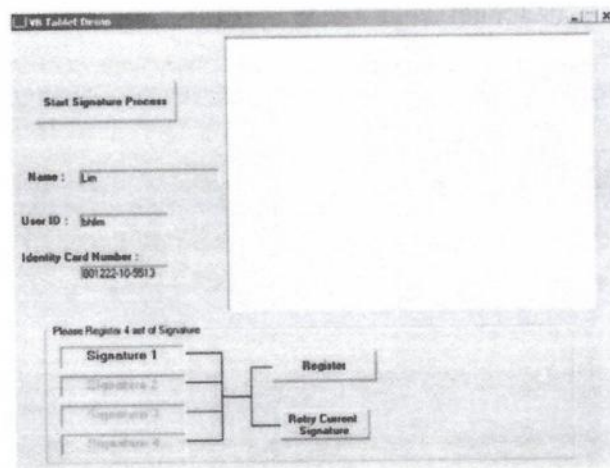 VB Tablet Demo
Start Signature Process
Name : Lim
User ID : bhlim
Identity Card Number :
801222-10-5513
Please Register 4 set of Signature
Signature 1
Signature 2
Signature 3
Signature 4
Register
Retry Current
Signature